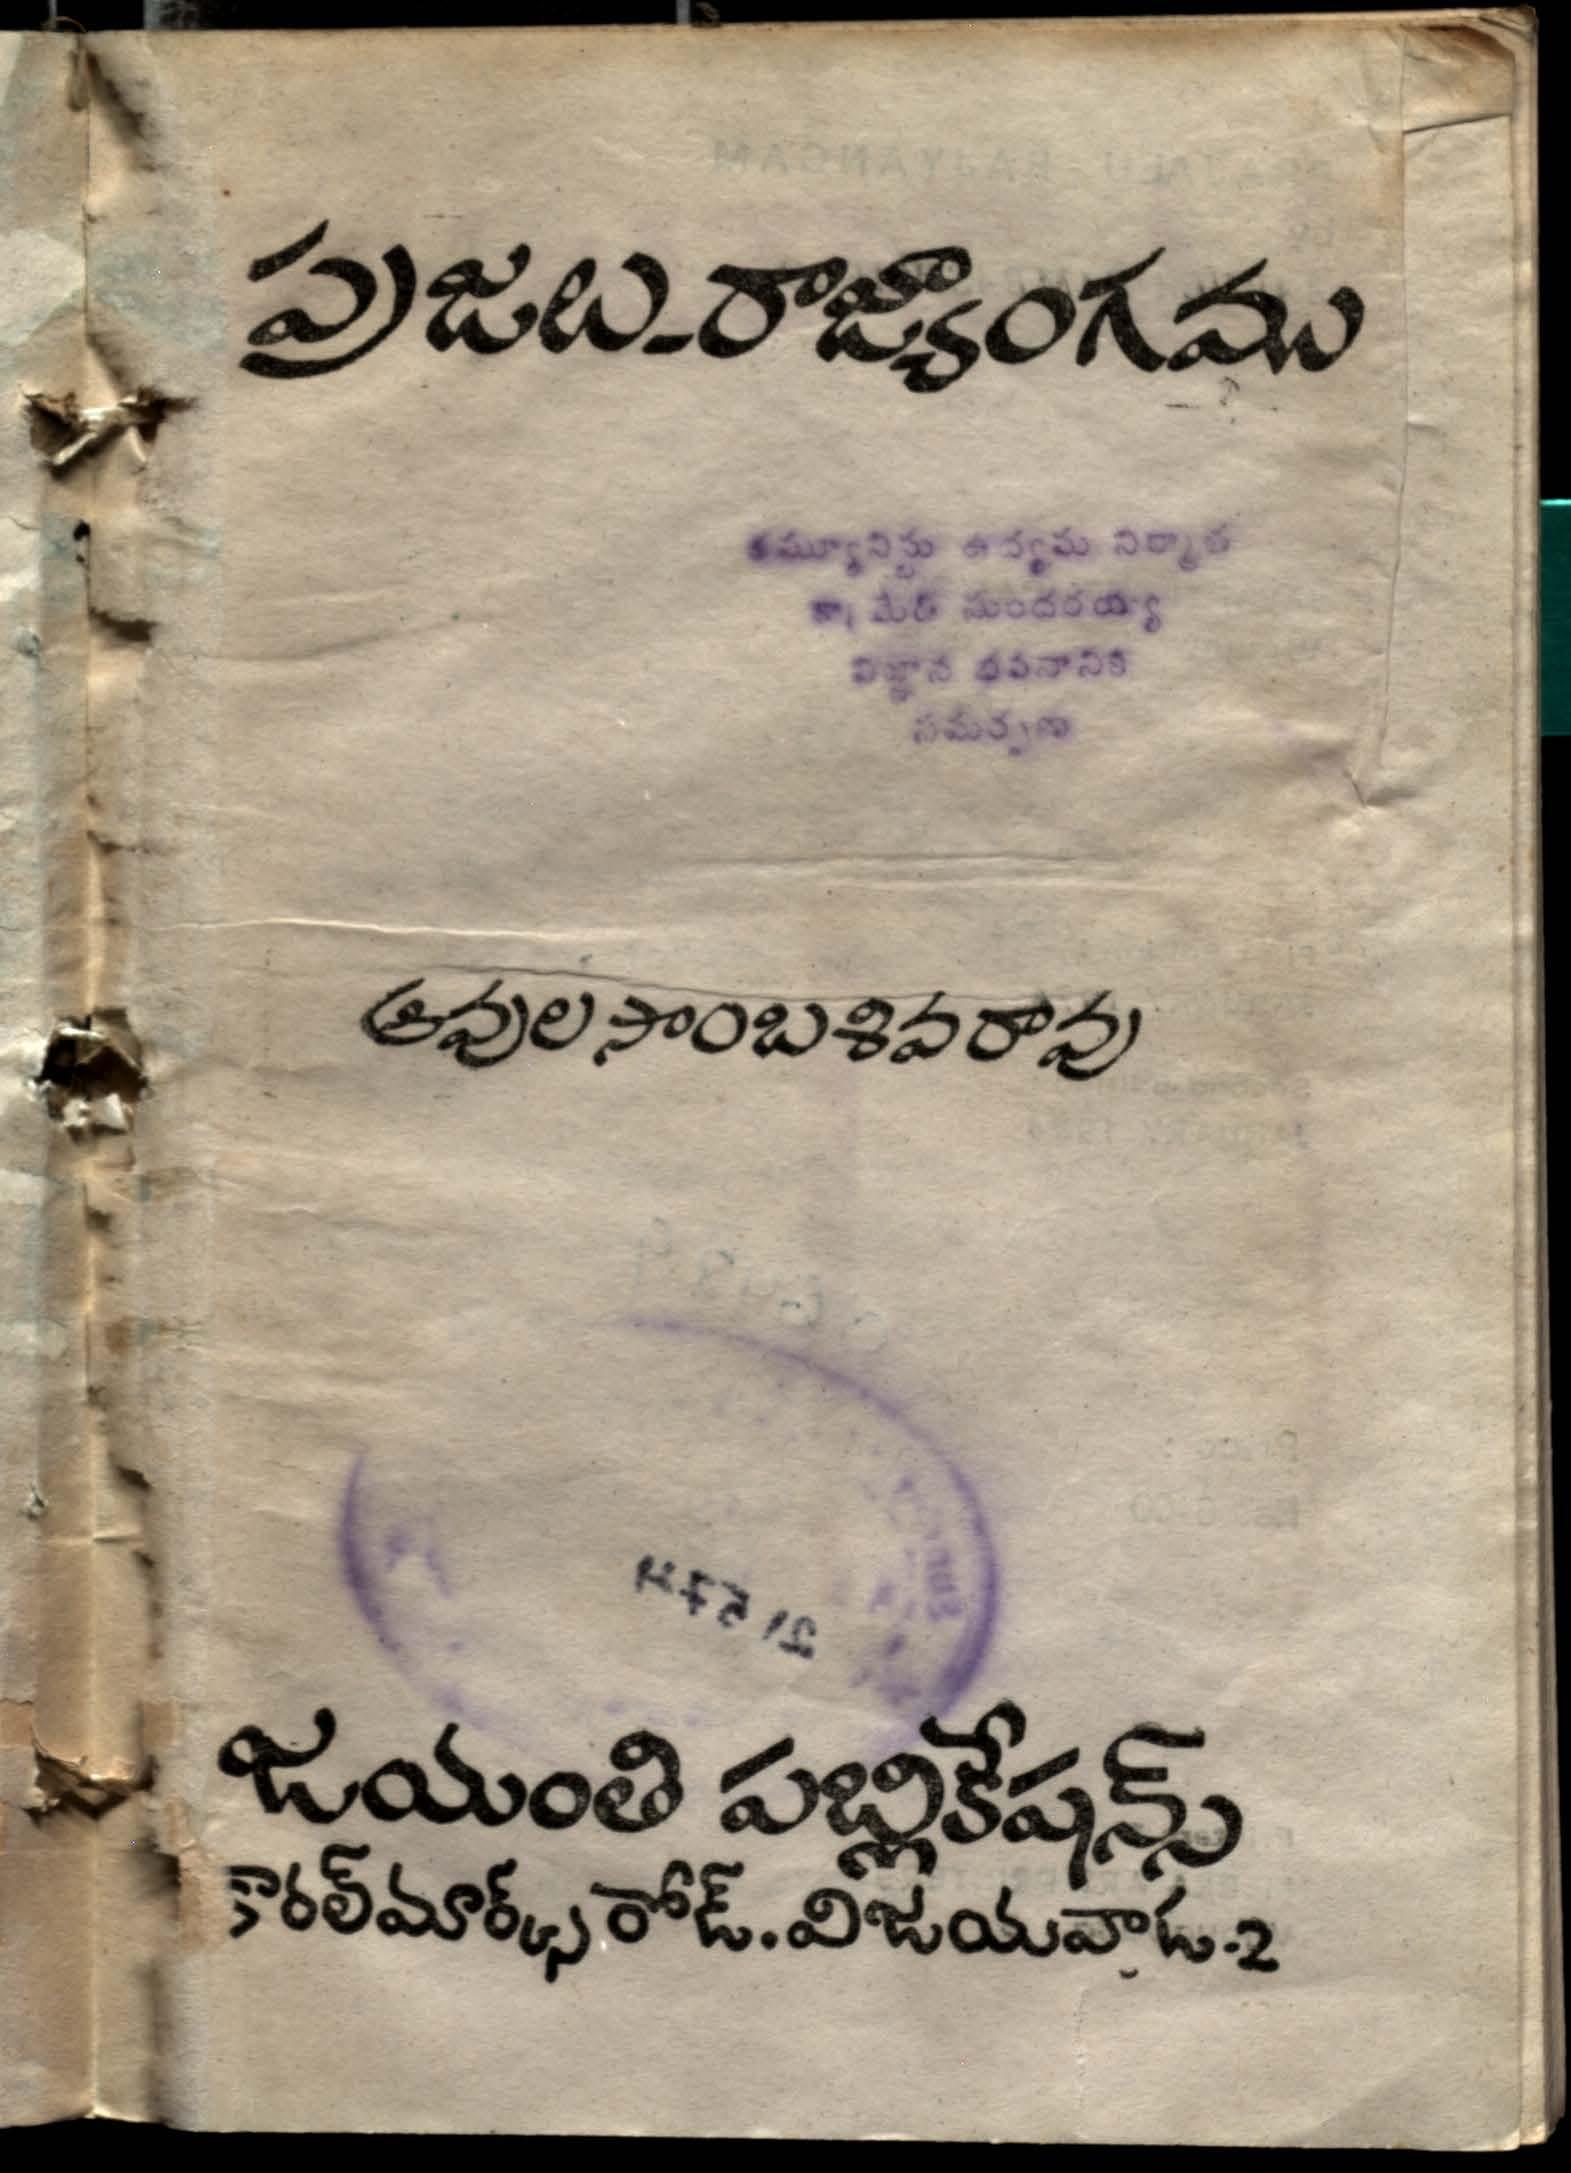 ప్రజలు-రాజ్యాంగము
కమ్యూనిస్టు ఉద్యమ నిర్మాత
కా॥ మేడే సుందరయ్య
విజ్ఞాన భవనానికి
సమర్పణ
ఆవుల సాంబశివరావు
జయంతి పబ్లికేషన్స్
కారల్ మార్క్స్ రోడ్. విజయవాడ-2